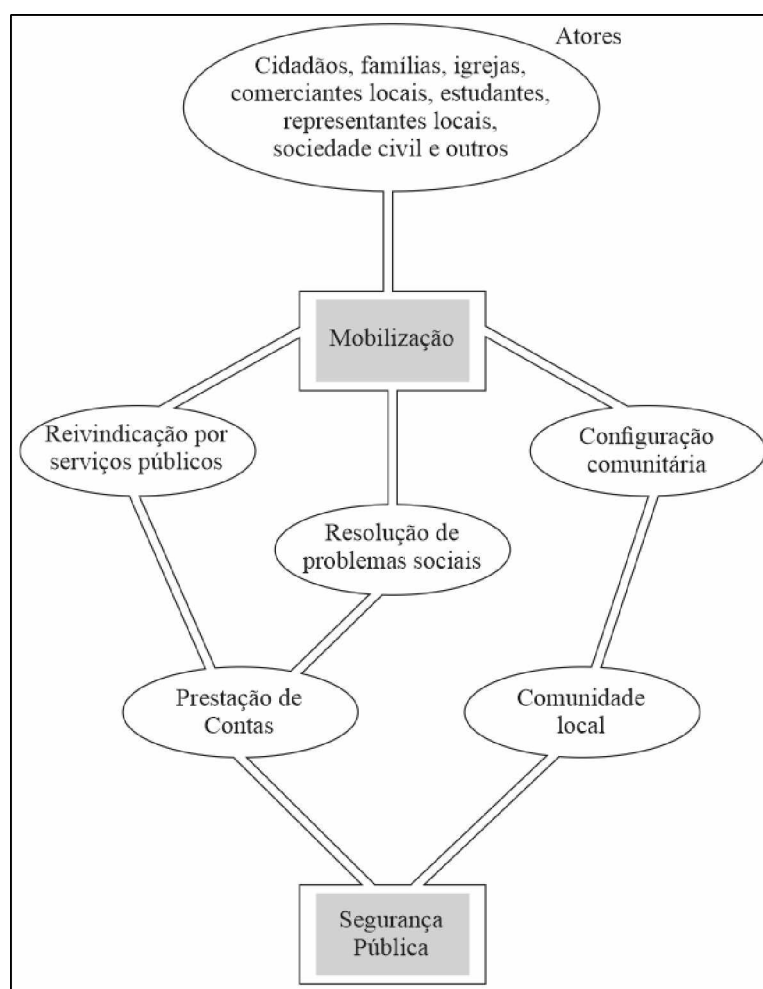 Atores
Cidadãos, famílias, igrejas,
comerciantes locais, estudantes,
representantes locais,
sociedade civil e outros
Mobilização
Reivindicação por
serviços públicos
Configuração
comunitária
Resolução de
problemas sociais
Prestação de
Contas
Comunidade
local
Segurança
Pública